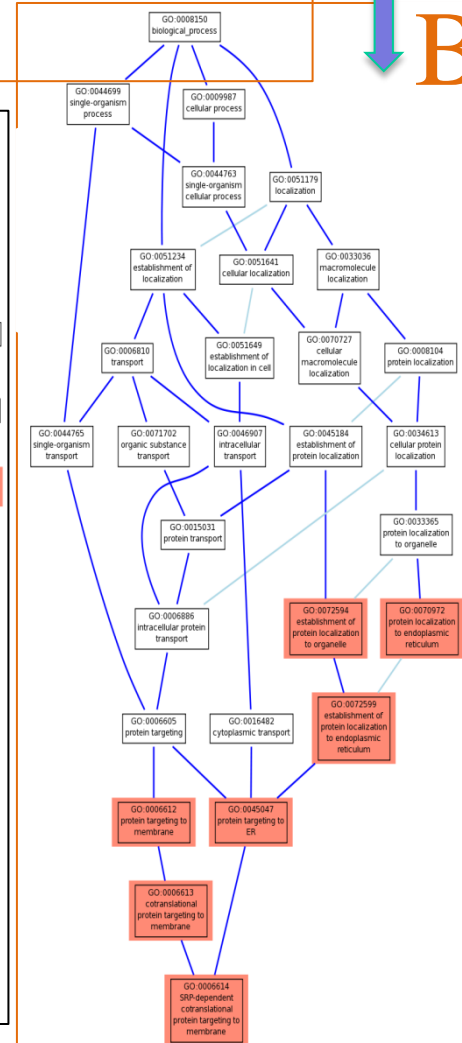 B
GO:0008150
biological_process
GO:0044699
single-organism
process
GO:0009987
cellular process
GO:0044763
single-organism
cellular process
GO:0051179
localization
GO:0051234
establishment of
localization
GO:0051641
cellular localization
GO:0033036
macromolecule
localization
GO:0006810
transport
GO:0051649
establishment of
localization in cell
GO:0070727
cellular
macromolecule
localization
GO:0008104
protein localization
GO:0044765
single-organism
transport
GO:0071702
organic substance
transport
GO:0046907
intracellular
transport
GO:0045184
establishment of
protein localization
GO:0034613
cellular protein
localization
GO:0015031
protein transport
GO:0033365
protein localization
to organelle
GO:0006886
intracellular protein
transport
GO:0072594
establishment of
protein localization
to organelle
GO:0070972
protein localization
to endoplasmic
reticulum
GO:0006605
protein targeting
GO:0016482
cytoplasmic transport
GO:0072599
establishment of
protein localization
to endoplasmic
reticulum
GO:0006612
protein targeting to
membrane
GO:0045047
protein targeting to
ER
GO:0006613
cotranslational
protein targeting to
membrane
GO:0006614
SRP-dependent
cotranslational
protein targeting to
membrane